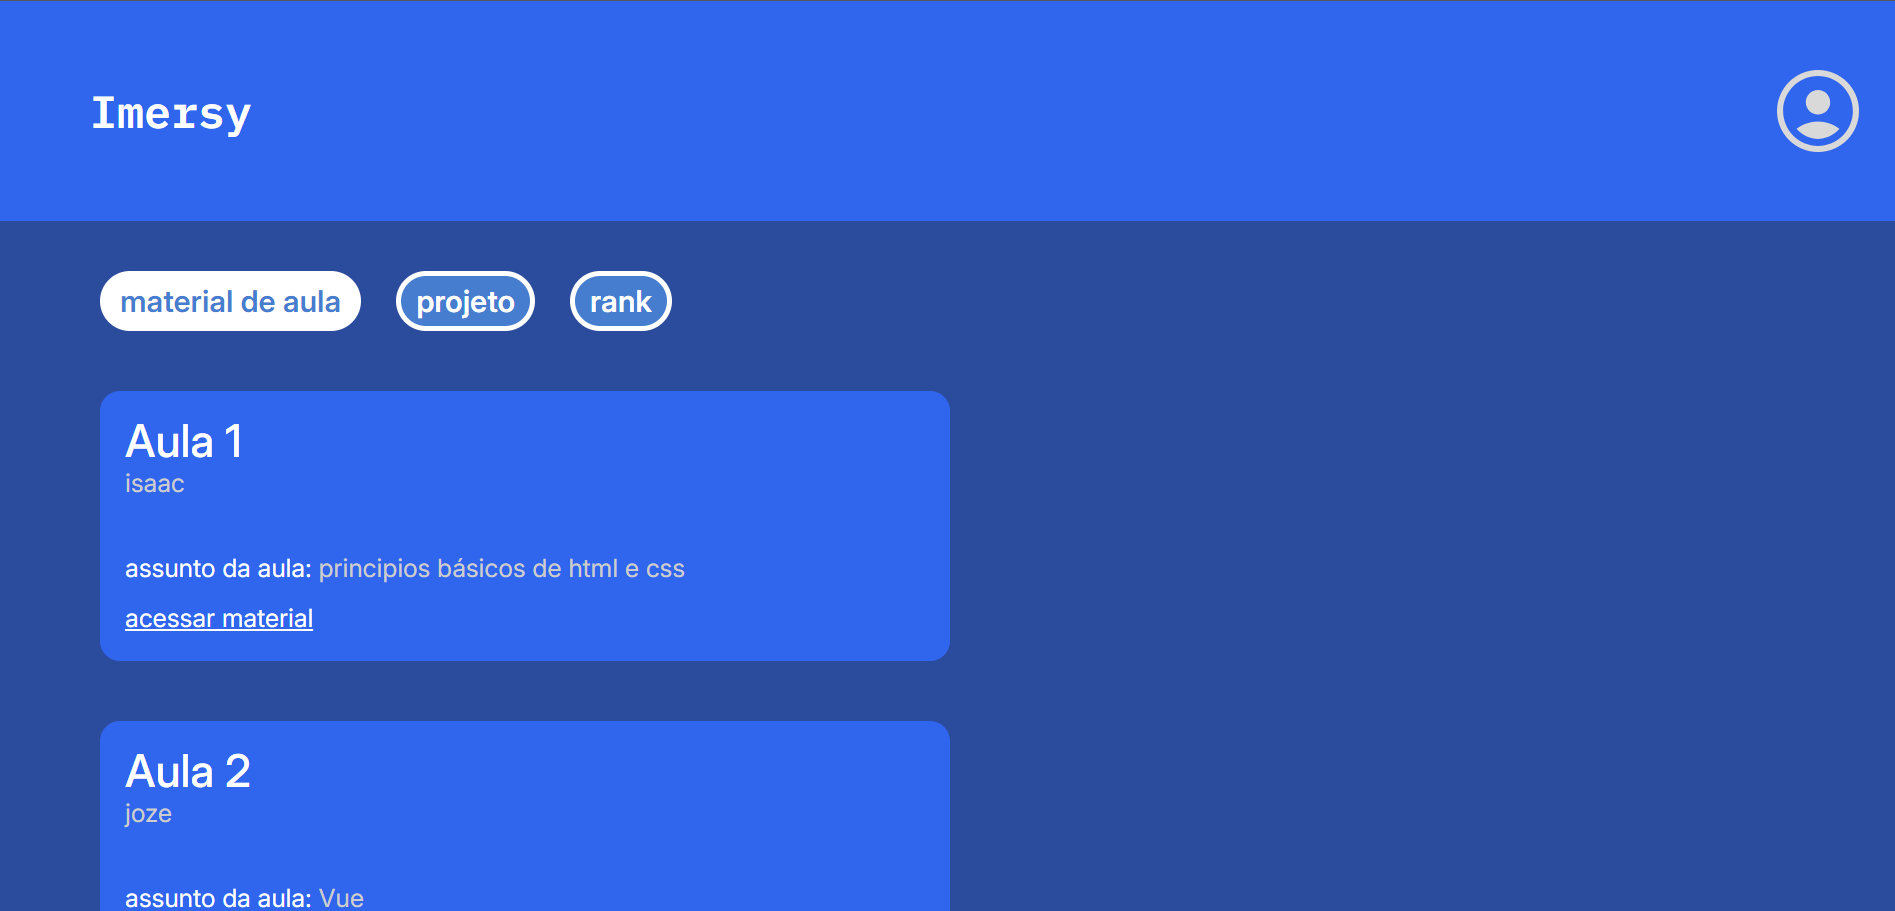 Imersy
material de aula projeto rank
Aula 1
isaac
assunto da aula: principios básicos de html e css
acessar material
Aula 2
joze
assunto da aula: Vue